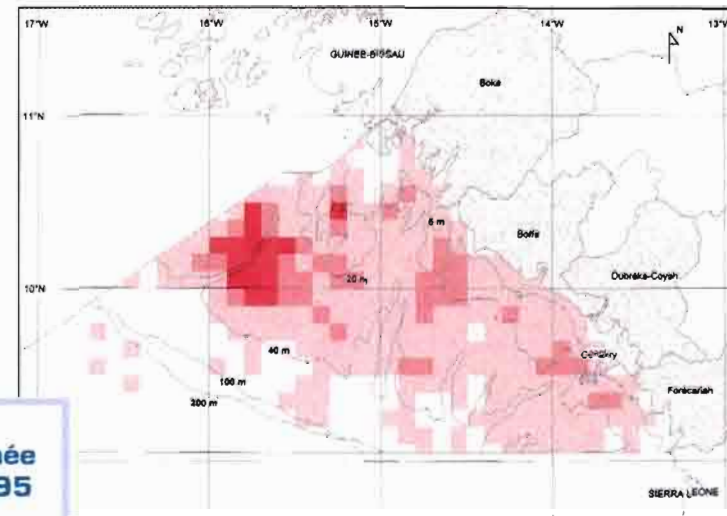 17°W 16°W 15°W 14°W 13°W
N
GUINEE-BISSAU
Boké
11°N
6 m
Boffa
Dubréka-Coyah
10°N
20 m
40 m
Conakry
100 m
Forécariah
200 m
née
95
SIERRA LEONE